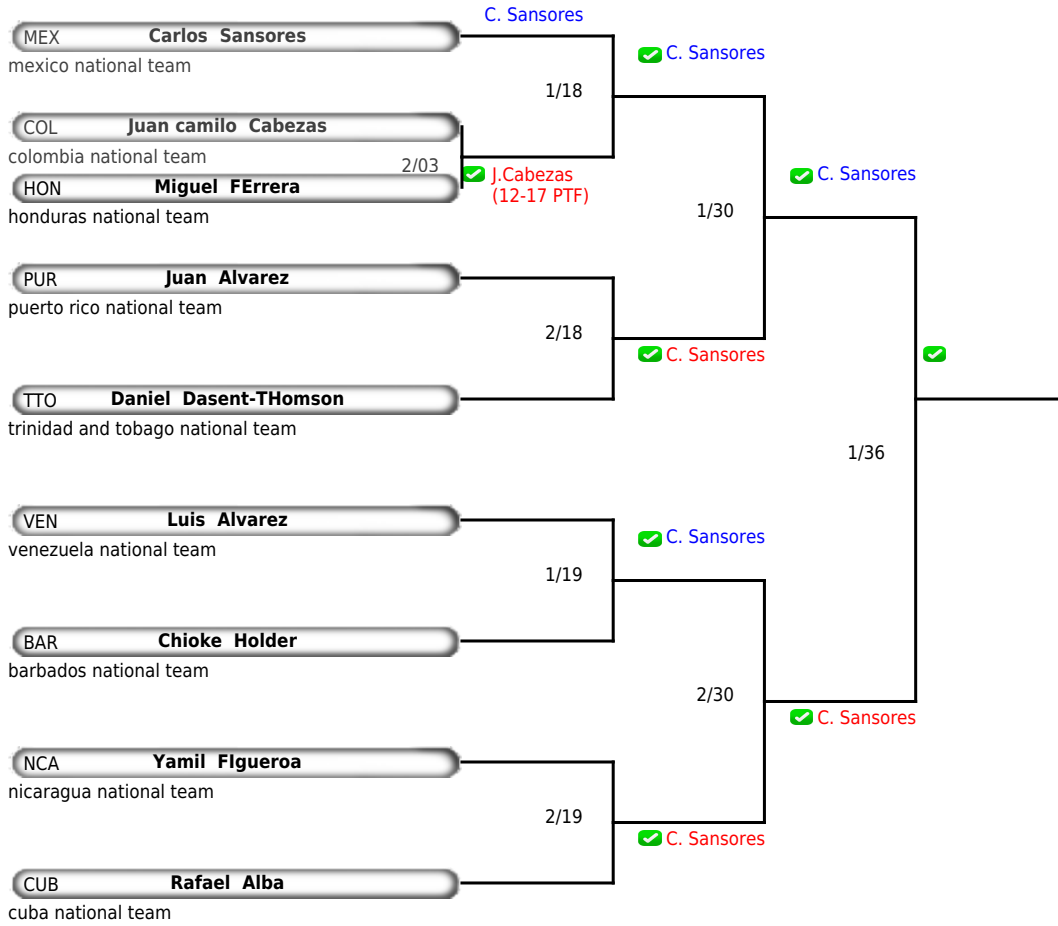 C. Sansores
MEX Carlos Sansores
mexico national team
C. Sansores
1/18
COL Juan camilo Cabezas
colombia national team
2/03
J.Cabezas
(12-17 PTF)
HON Miguel FErrera
honduras national team
C. Sansores
1/30
PUR Juan Alvarez
puerto rico national team
2/18
C. Sansores
TTO Daniel Dasent-THomson
trinidad and tobago national team
1/36
VEN Luis Alvarez
venezuela national team
C. Sansores
1/19
BAR Chioke Holder
barbados national team
2/30
C. Sansores
NCA Yamil FIgueroa
nicaragua national team
2/19
C. Sansores
CUB Rafael Alba
cuba national team